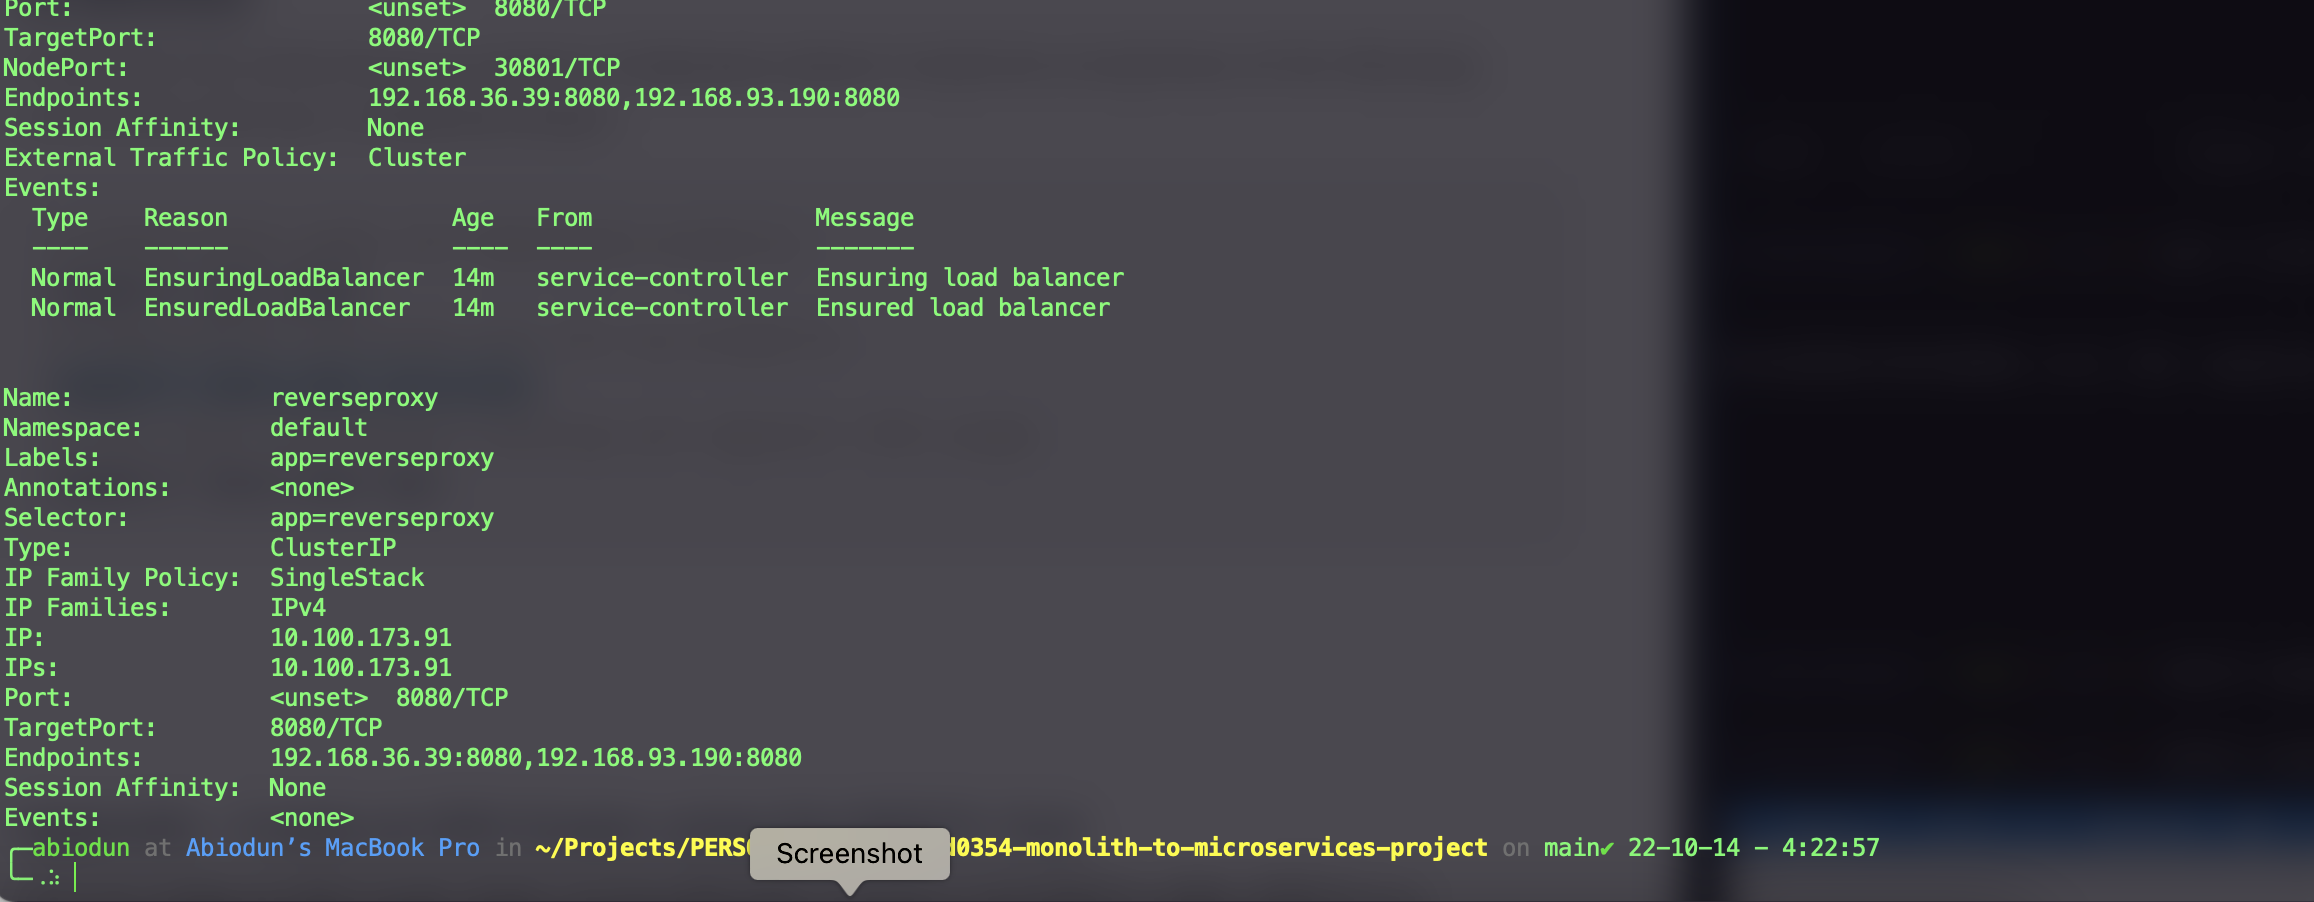 Port:                     <unset>  8080/TCP
TargetPort:               8080/TCP
NodePort:                 <unset>  30801/TCP
Endpoints:                192.168.36.39:8080,192.168.93.190:8080
Session Affinity:         None
External Traffic Policy:  Cluster
Events:
  Type    Reason                Age   From                Message
  ----    ------                ----  ----                -------
  Normal  EnsuringLoadBalancer  14m   service-controller  Ensuring load balancer
  Normal  EnsuredLoadBalancer   14m   service-controller  Ensured load balancer
Name:              reverseproxy
Namespace:         default
Labels:            app=reverseproxy
Annotations:       <none>
Selector:          app=reverseproxy
Type:              ClusterIP
IP Family Policy:  SingleStack
IP Families:       IPv4
IP:                10.100.173.91
IPs:               10.100.173.91
Port:              <unset>  8080/TCP
TargetPort:        8080/TCP
Endpoints:         192.168.36.39:8080,192.168.93.190:8080
Session Affinity:  None
Events:            <none>
abiodun at Abiodun’s MacBook Pro in ~/Projects/PERS d0354-monolith-to-microservices-project on main✔ 22-10-14 - 4:22:57
Screenshot